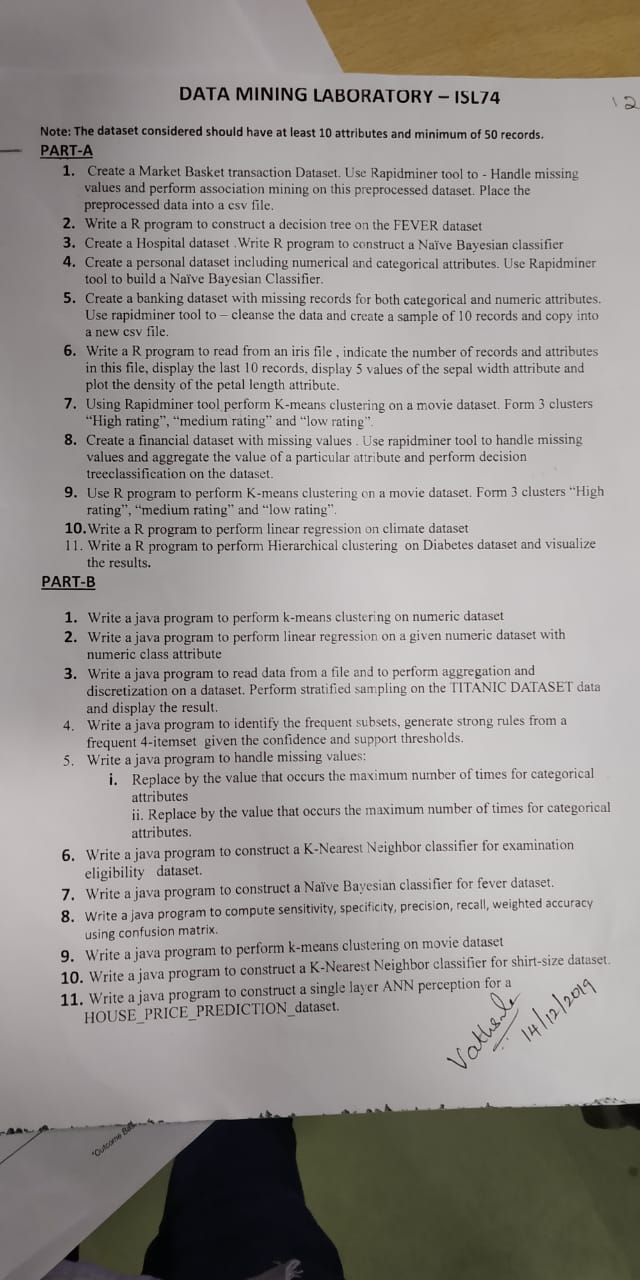 DATA MINING LABORATORY – ISL74
12
Note: The dataset considered should have at least 10 attributes and minimum of 50 records.
PART-A
1. Create a Market Basket transaction Dataset. Use Rapidminer tool to - Handle missing
values and perform association mining on this preprocessed dataset. Place the
preprocessed data into a csv file.
2. Write a R program to construct a decision tree on the FEVER dataset
3. Create a Hospital dataset .Write R program to construct a Naïve Bayesian classifier
4. Create a personal dataset including numerical and categorical attributes. Use Rapidminer
tool to build a Naïve Bayesian Classifier.
5. Create a banking dataset with missing records for both categorical and numeric attributes.
Use rapidminer tool to – cleanse the data and create a sample of 10 records and copy into
a new csv file.
6. Write a R program to read from an iris file , indicate the number of records and attributes
in this file, display the last 10 records, display 5 values of the sepal width attribute and
plot the density of the petal length attribute.
7. Using Rapidminer tool perform K-means clustering on a movie dataset. Form 3 clusters
“High rating”, “medium rating” and “low rating”.
8. Create a financial dataset with missing values . Use rapidminer tool to handle missing
values and aggregate the value of a particular attribute and perform decision
treeclassification on the dataset.
9. Use R program to perform K-means clustering on a movie dataset. Form 3 clusters “High
rating”, “medium rating” and “low rating”.
10. Write a R program to perform linear regression on climate dataset
11. Write a R program to perform Hierarchical clustering on Diabetes dataset and visualize
the results.
PART-B
1. Write a java program to perform k-means clustering on numeric dataset
2. Write a java program to perform linear regression on a given numeric dataset with
numeric class attribute
3. Write a java program to read data from a file and to perform aggregation and
discretization on a dataset. Perform stratified sampling on the TITANIC DATASET data
and display the result.
4. Write a java program to identify the frequent subsets, generate strong rules from a
frequent 4-itemset given the confidence and support thresholds.
5. Write a java program to handle missing values:
i. Replace by the value that occurs the maximum number of times for categorical
attributes
ii. Replace by the value that occurs the maximum number of times for categorical
attributes.
6. Write a java program to construct a K-Nearest Neighbor classifier for examination
eligibility dataset.
7. Write a java program to construct a Naïve Bayesian classifier for fever dataset.
8. Write a java program to compute sensitivity, specificity, precision, recall, weighted accuracy
using confusion matrix.
9. Write a java program to perform k-means clustering on movie dataset
10. Write a java program to construct a K-Nearest Neighbor classifier for shirt-size dataset.
11. Write a java program to construct a single layer ANN perception for a
HOUSE_PRICE_PREDICTION_dataset.
14/12/2019
"Outcome